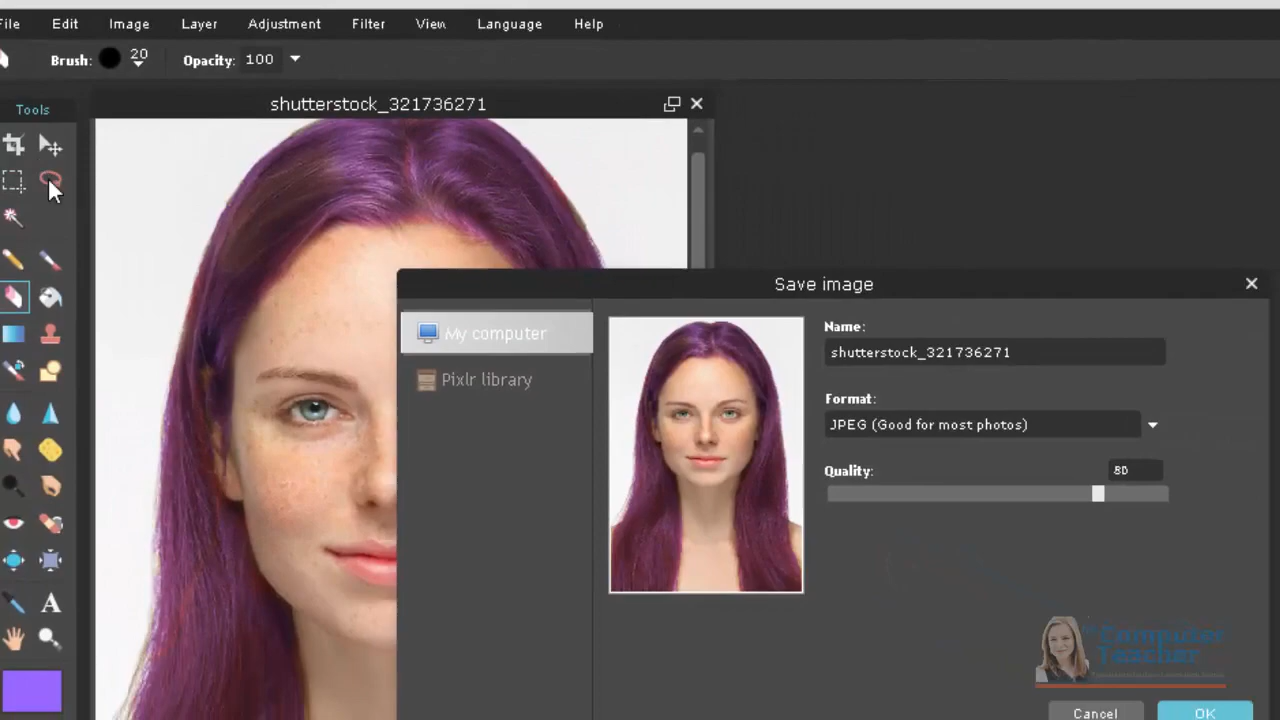 File Edit Image Layer Adjustment Filter View Language Help
Brush: 20 Opacity: 100
Tools
shutterstock_321736271
Save image
My computer
Pixlr library
Name:
shutterstock_321736271
Format:
JPEG (Good for most photos)
Quality: 80
A
Computer
Teacher
Cancel OK